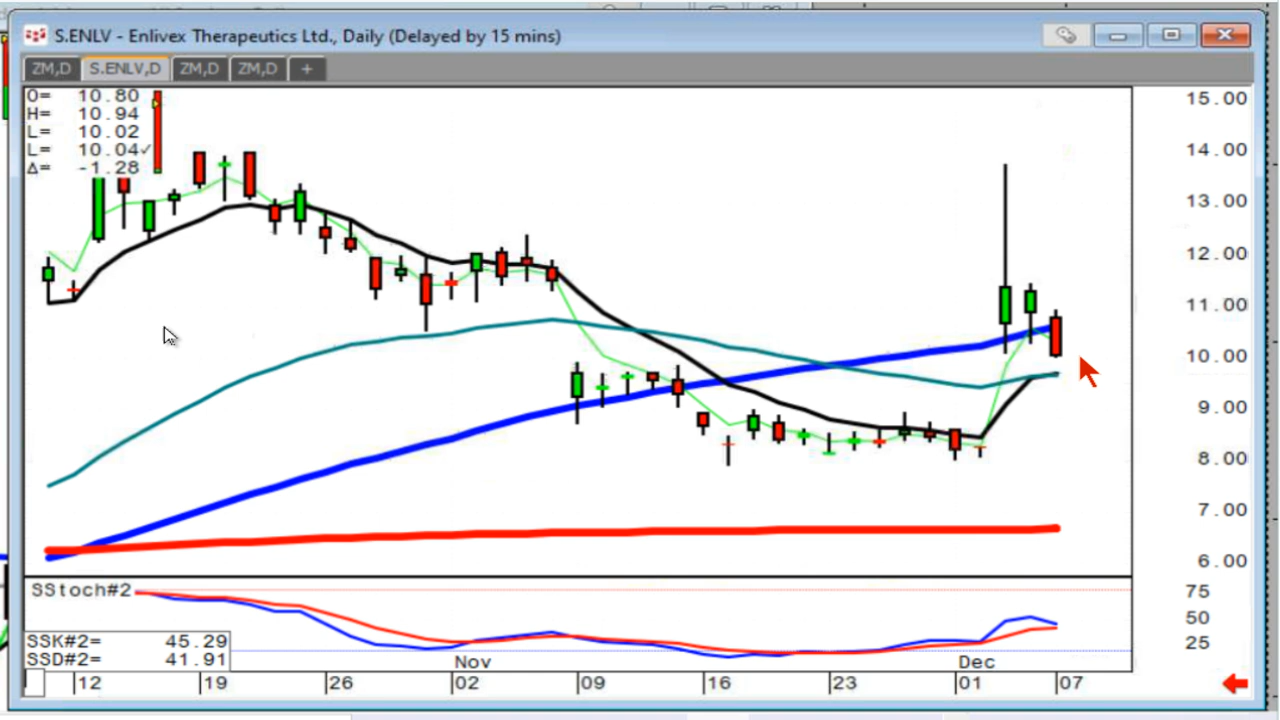 S.ENLV - Enlivex Therapeutics Ltd., Daily (Delayed by 15 mins)
ZM,D S.ENLV,D ZM,D ZM,D +
O= 10.80
H= 10.94
L= 10.02
L= 10.04✓
Δ= -1.28
15.00
14.00
13.00
12.00
11.00
10.00
9.00
8.00
7.00
6.00
SStoch#2
75
50
25
SSK#2= 45.29
SSD#2= 41.91
Nov Dec
12 19 26 02 09 16 23 01 07